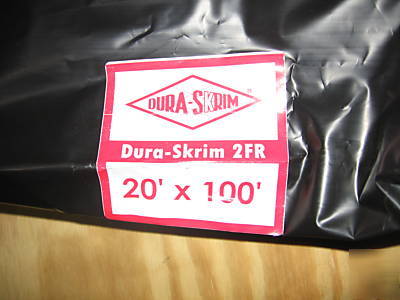 DURA-SKRIM®
Dura-Skrim 2FR
20' x 100'